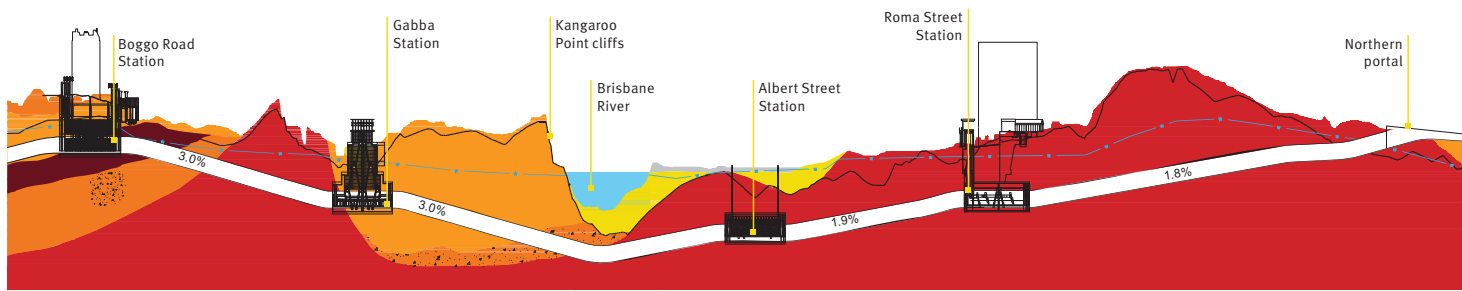 Boggo Road
Station
Gabba
Station
Kangaroo
Point cliffs
Brisbane
River
Albert Street
Station
Roma Street
Station
Northern
portal
3.0%
3.0%
1.9%
1.8%